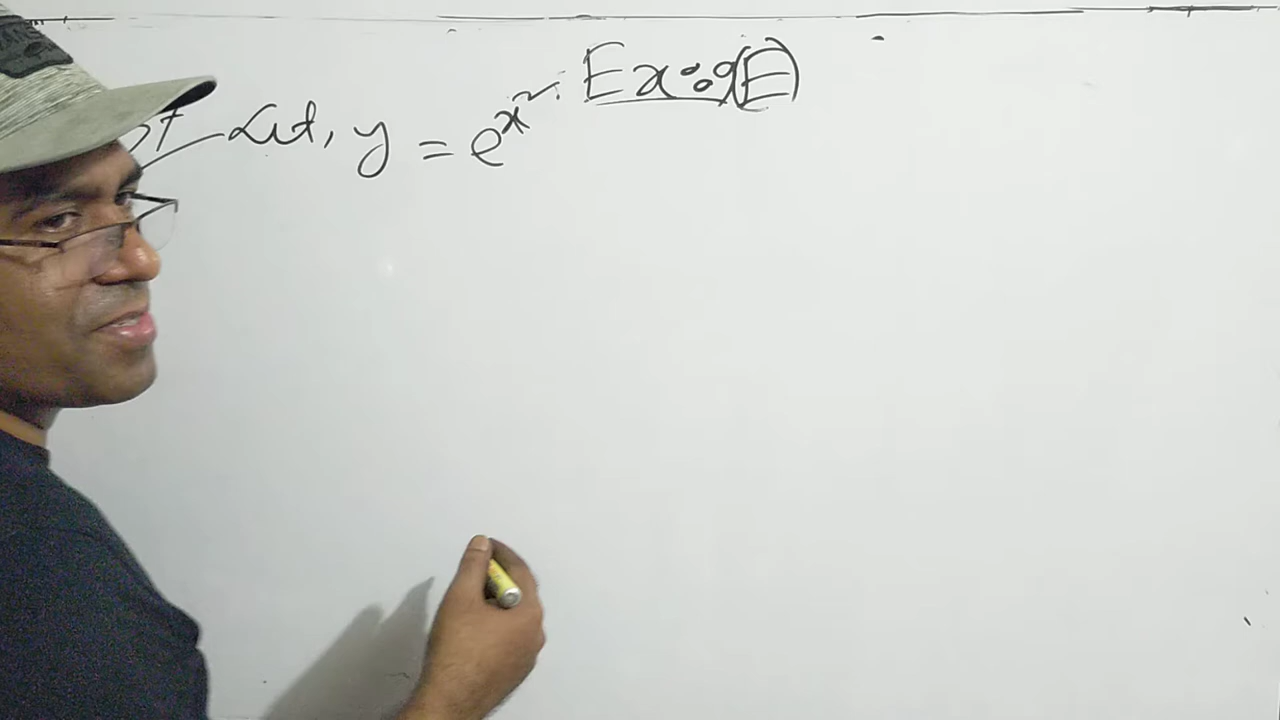 Ex: 9(E)
Let, y = e^{x^2}